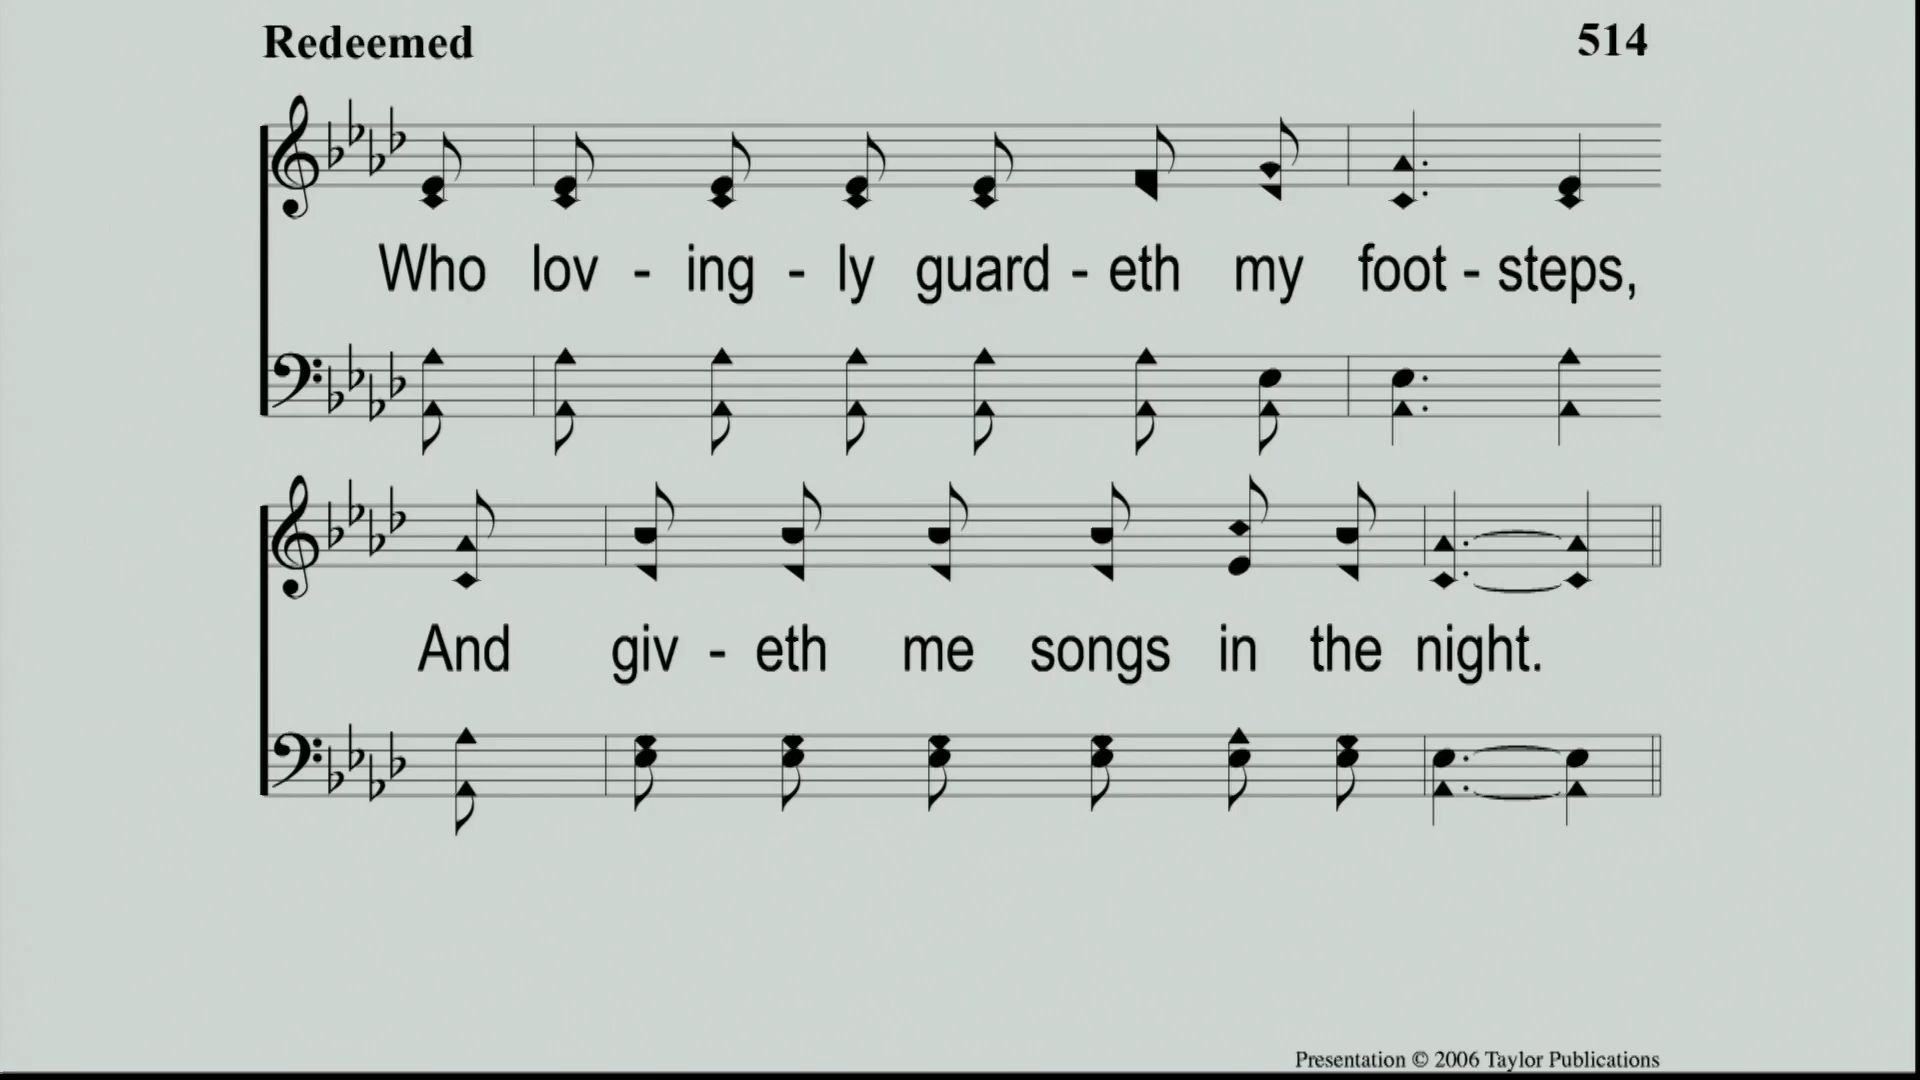 Redeemed 514
Who lov - ing - ly guard - eth my foot - steps,
And giv - eth me songs in the night.
Presentation © 2006 Taylor Publications